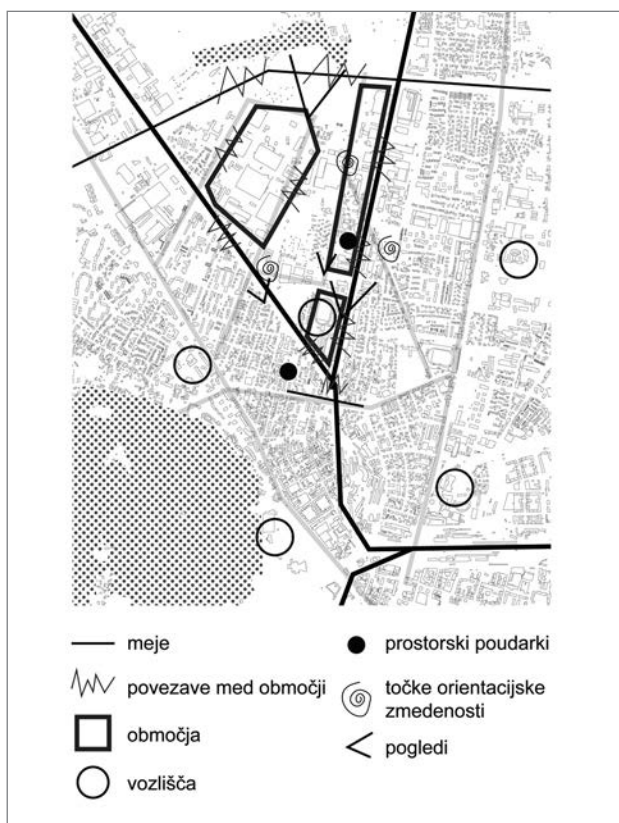 meje
povezave med območji
območja
vozlišča
prostorski poudarki
točke orientacijske
zmedenosti
pogledi